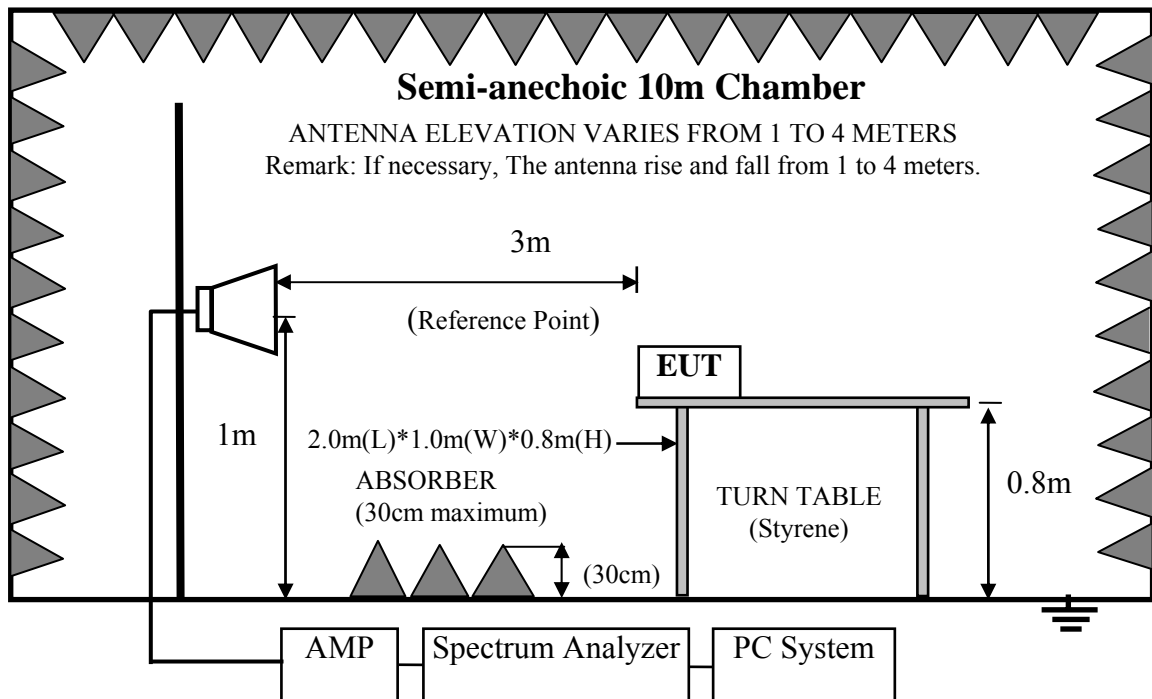 Semi-anechoic 10m Chamber
ANTENNA ELEVATION VARIES FROM 1 TO 4 METERS
Remark: If necessary, The antenna rise and fall from 1 to 4 meters.
3m
(Reference Point)
EUT
1m
2.0m(L)*1.0m(W)*0.8m(H)
ABSORBER
(30cm maximum)
TURN TABLE
(Styrene)
0.8m
(30cm)
AMP
Spectrum Analyzer
PC System